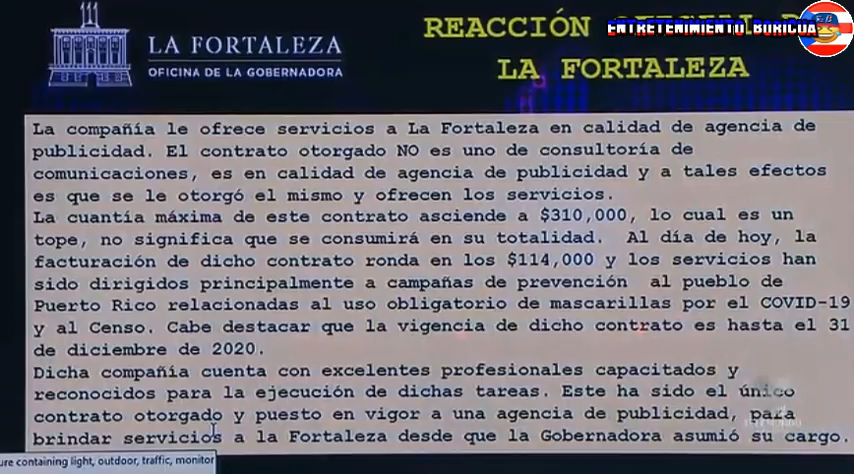 LA FORTALEZA
OFICINA DE LA GOBERNADORA
REACCIÓN
ENTRETENIMIENTO BORICUA
LA FORTALEZA
La compañía le ofrece servicios a La Fortaleza en calidad de agencia de
publicidad. El contrato otorgado NO es uno de consultoría de
comunicaciones, es en calidad de agencia de publicidad y a tales efectos
es que se le otorgó el mismo y ofrecen los servicios.
La cuantía máxima de este contrato asciende a $310,000, lo cual es un
tope, no significa que se consumirá en su totalidad. Al día de hoy, la
facturación de dicho contrato ronda en los $114,000 y los servicios han
sido dirigidos principalmente a campañas de prevención al pueblo de
Puerto Rico relacionadas al uso obligatorio de mascarillas por el COVID-19
y al Censo. Cabe destacar que la vigencia de dicho contrato es hasta el 31
de diciembre de 2020.
Dicha compañía cuenta con excelentes profesionales capacitados y
reconocidos para la ejecución de dichas tareas. Este ha sido el único
contrato otorgado y puesto en vigor a una agencia de publicidad, para
brindar servicios a la Fortaleza desde que la Gobernadora asumió su cargo.
ure containing light, outdoor, traffic, monitor